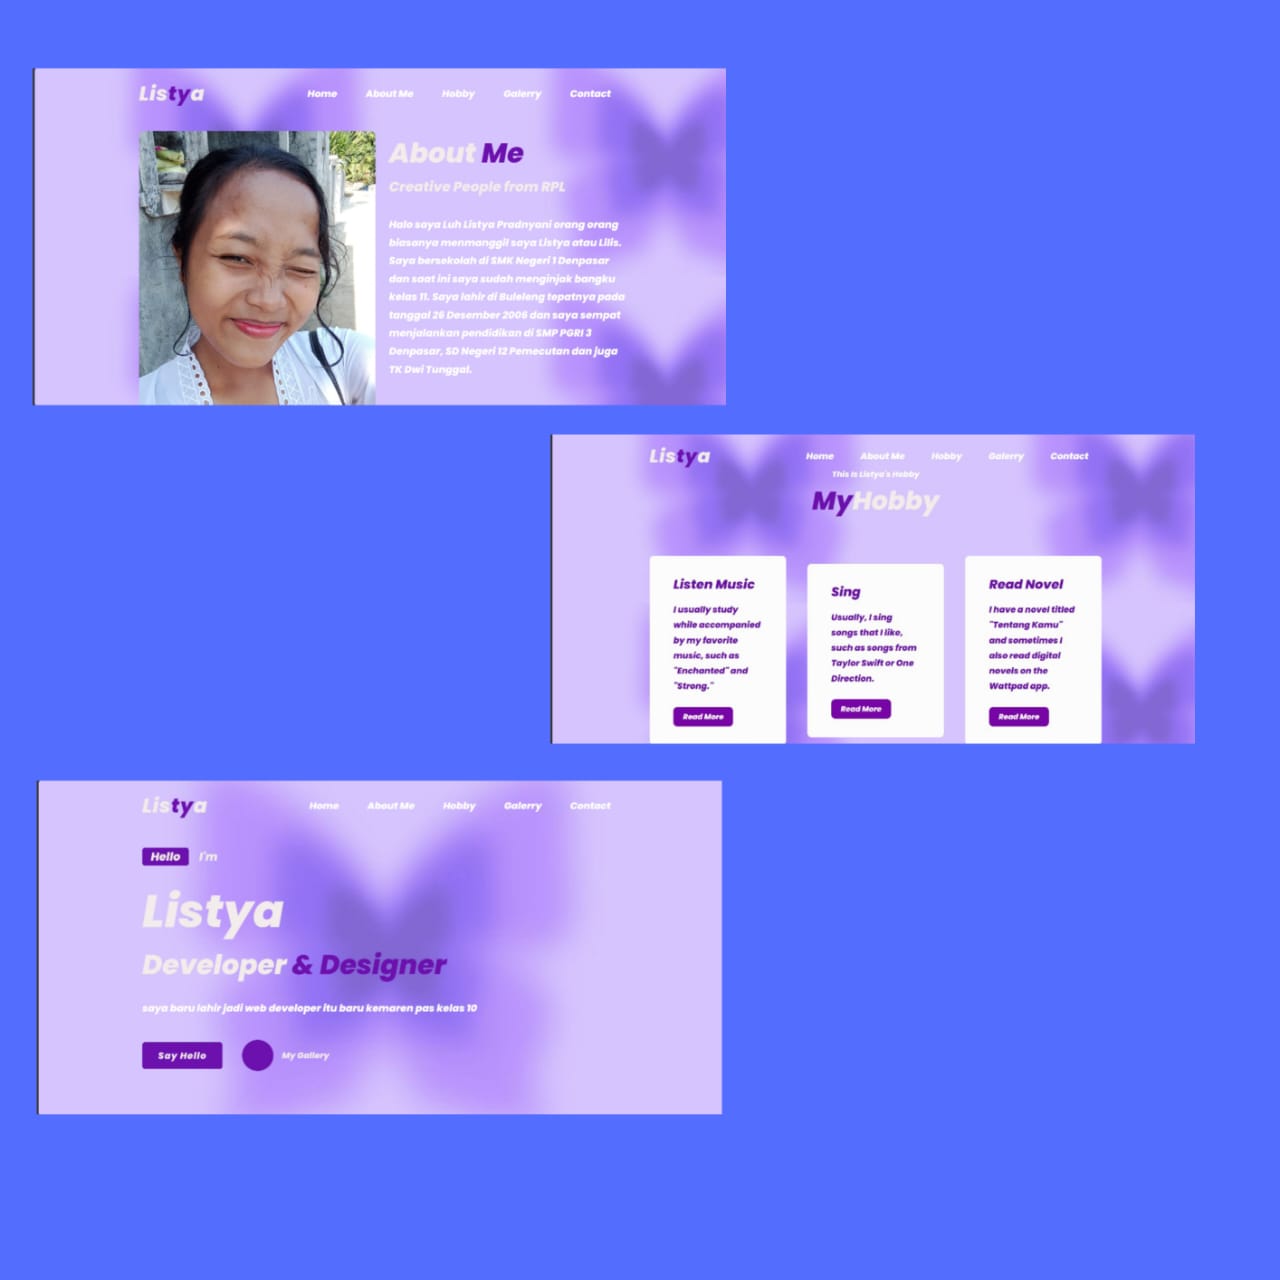 Listya
Home About Me Hobby Galerry Contact
About Me
Creative People from RPL
Halo saya Luh Listya Pradnyani orang orang
biasanya menmanggil saya Listya atau Lilis.
Saya bersekolah di SMK Negeri 1 Denpasar
dan saat ini saya sudah menginjak bangku
kelas 11. Saya lahir di Buleleng tepatnya pada
tanggal 26 Desember 2006 dan saya sempat
menjalankan pendidikan di SMP PGRI 3
Denpasar, SD Negeri 12 Pemecutan dan juga
TK Dwi Tunggal.
Listya
Home About Me Hobby Galerry Contact
This Is Listya's Hobby
MyHobby
Listen Music
I usually study
while accompanied
by my favorite
music, such as
"Enchanted" and
"Strong."
Read More
Sing
Usually, I sing
songs that I like,
such as songs from
Taylor Swift or One
Direction.
Read More
Read Novel
I have a novel titled
"Tentang Kamu"
and sometimes I
also read digital
novels on the
Wattpad app.
Read More
Listya
Home About Me Hobby Galerry Contact
Hello I'm
Listya
Developer & Designer
saya baru lahir jadi web developer itu baru kemaren pas kelas 10
Say Hello My Gallery